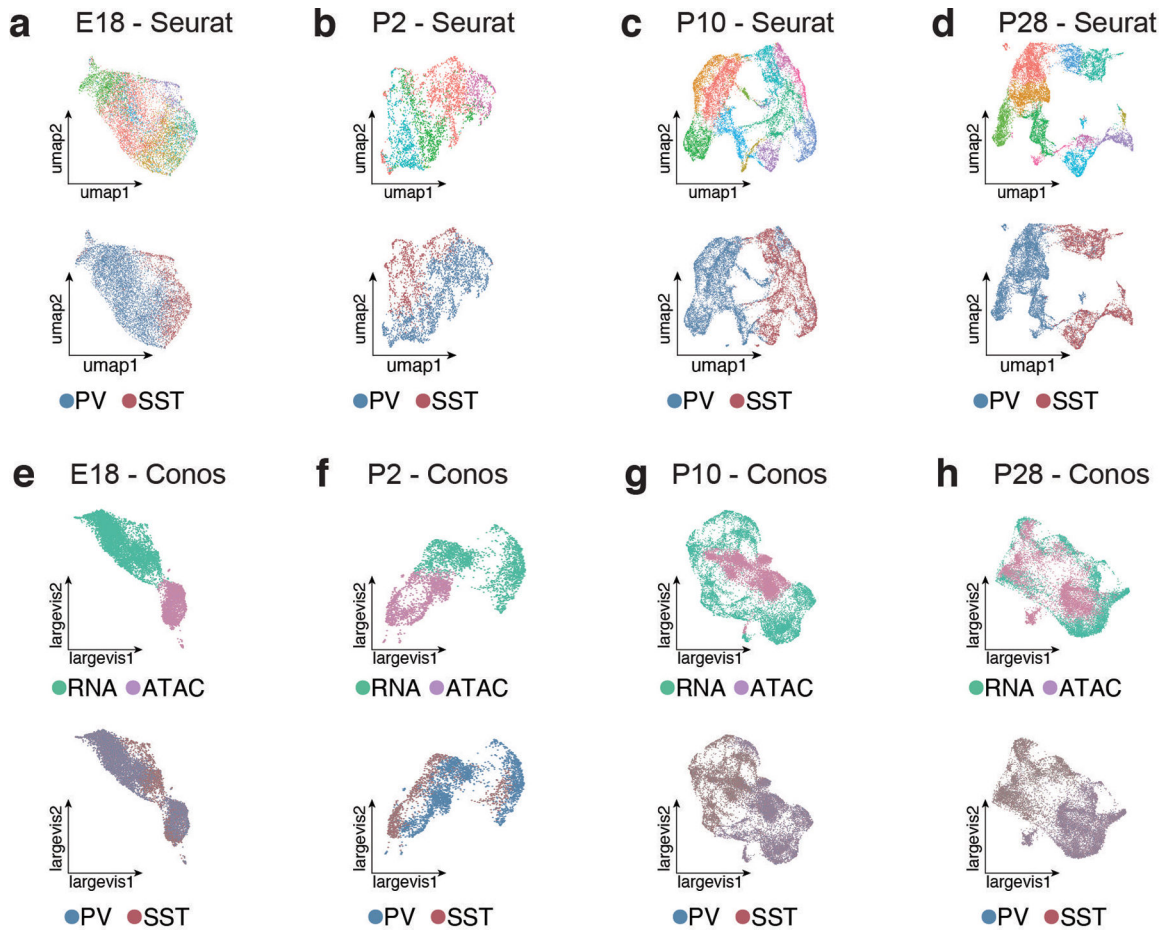 a E18 - Seurat
b P2 - Seurat
c P10 - Seurat
d P28 - Seurat
umap2
umap1
umap2
umap1
umap2
umap1
umap2
umap1
umap2
umap1
PV SST
umap2
umap1
PV SST
umap2
umap1
PV SST
umap2
umap1
PV SST
e E18 - Conos
f P2 - Conos
g P10 - Conos
h P28 - Conos
largevis2
largevis1
RNA ATAC
largevis2
largevis1
RNA ATAC
largevis2
largevis1
RNA ATAC
largevis2
largevis1
RNA ATAC
largevis2
largevis1
PV SST
largevis2
largevis1
PV SST
largevis2
largevis1
PV SST
largevis2
largevis1
PV SST